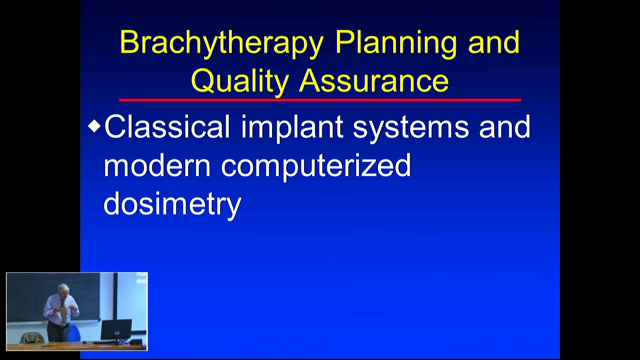 Brachytherapy Planning and
Quality Assurance
◆Classical implant systems and
modern computerized
dosimetry